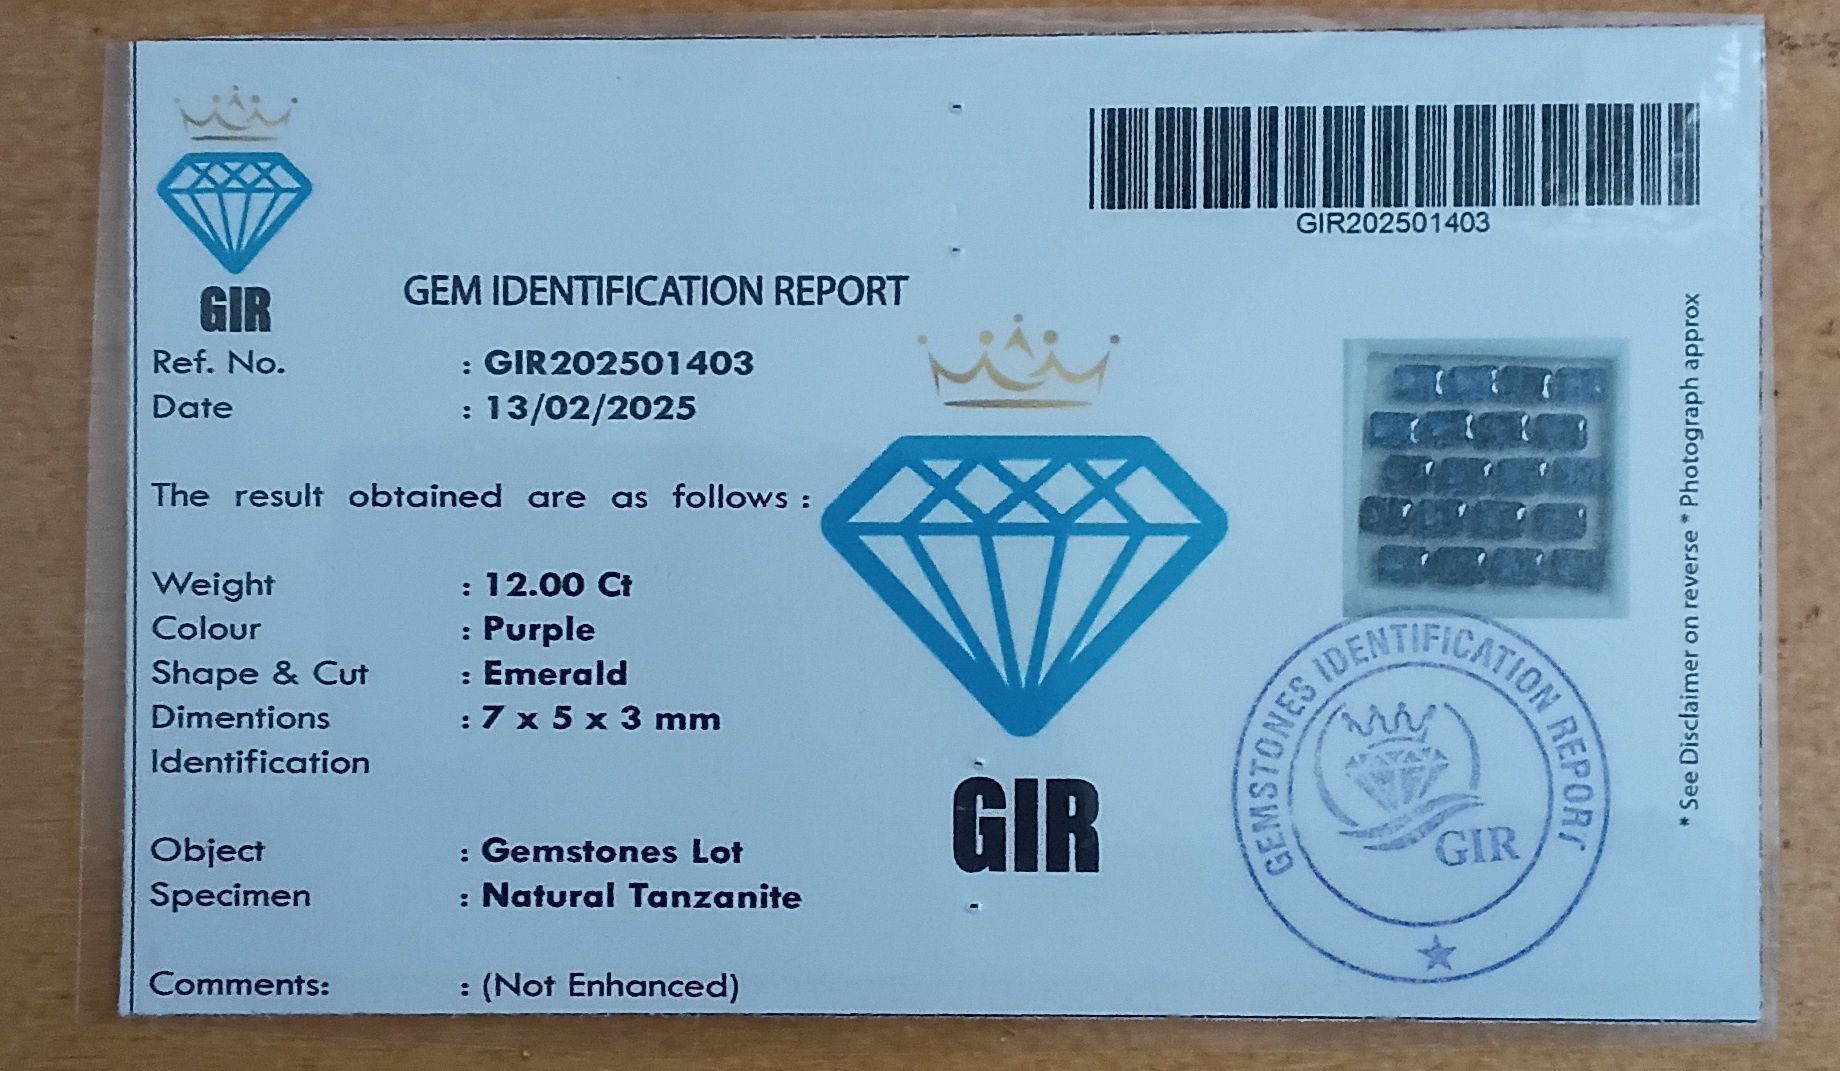 GIR202501403
GIR
GEM IDENTIFICATION REPORT
Ref. No. : GIR202501403
Date : 13/02/2025
The result obtained are as follows :
Weight : 12.00 Ct
Colour : Purple
Shape & Cut : Emerald
Dimentions : 7 x 5 x 3 mm
Identification
Object : Gemstones Lot
Specimen : Natural Tanzanite
Comments: : (Not Enhanced)
GIR
* See Disclaimer on reverse * Photograph approx
GEMSTONES IDENTIFICATION REPORT
GIR